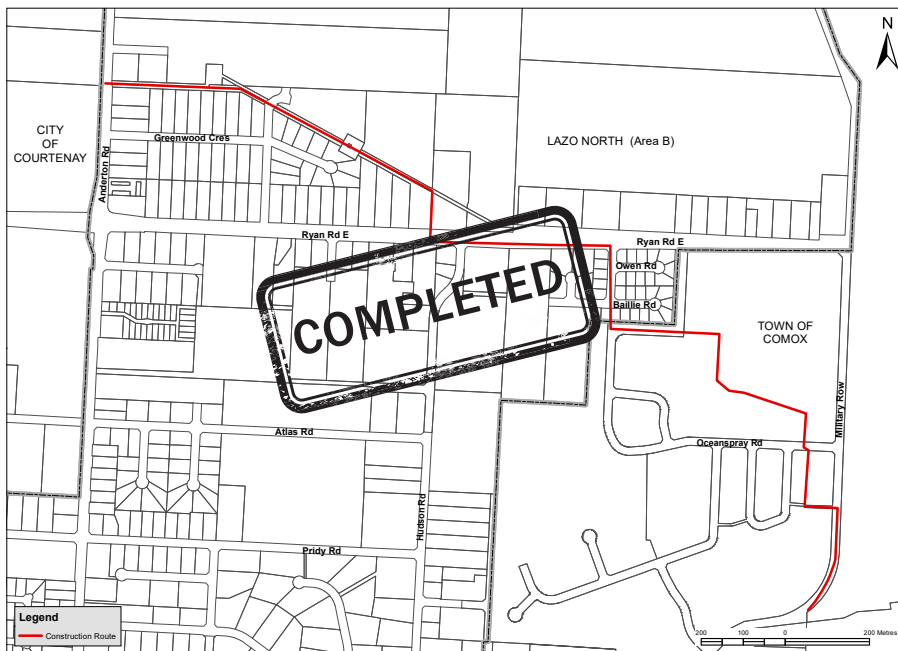 N
CITY
OF
COURTENAY
Anderton Rd
Greenwood Cres
LAZO NORTH (Area B)
Ryan Rd E
Ryan Rd E
Owen Rd
Baillie Rd
COMPLETED
TOWN OF
COMOX
Military Row
Atlas Rd
Oceanspray Rd
Hudson Rd
Pridy Rd
Legend
Construction Route
200 100 0 200 Metres